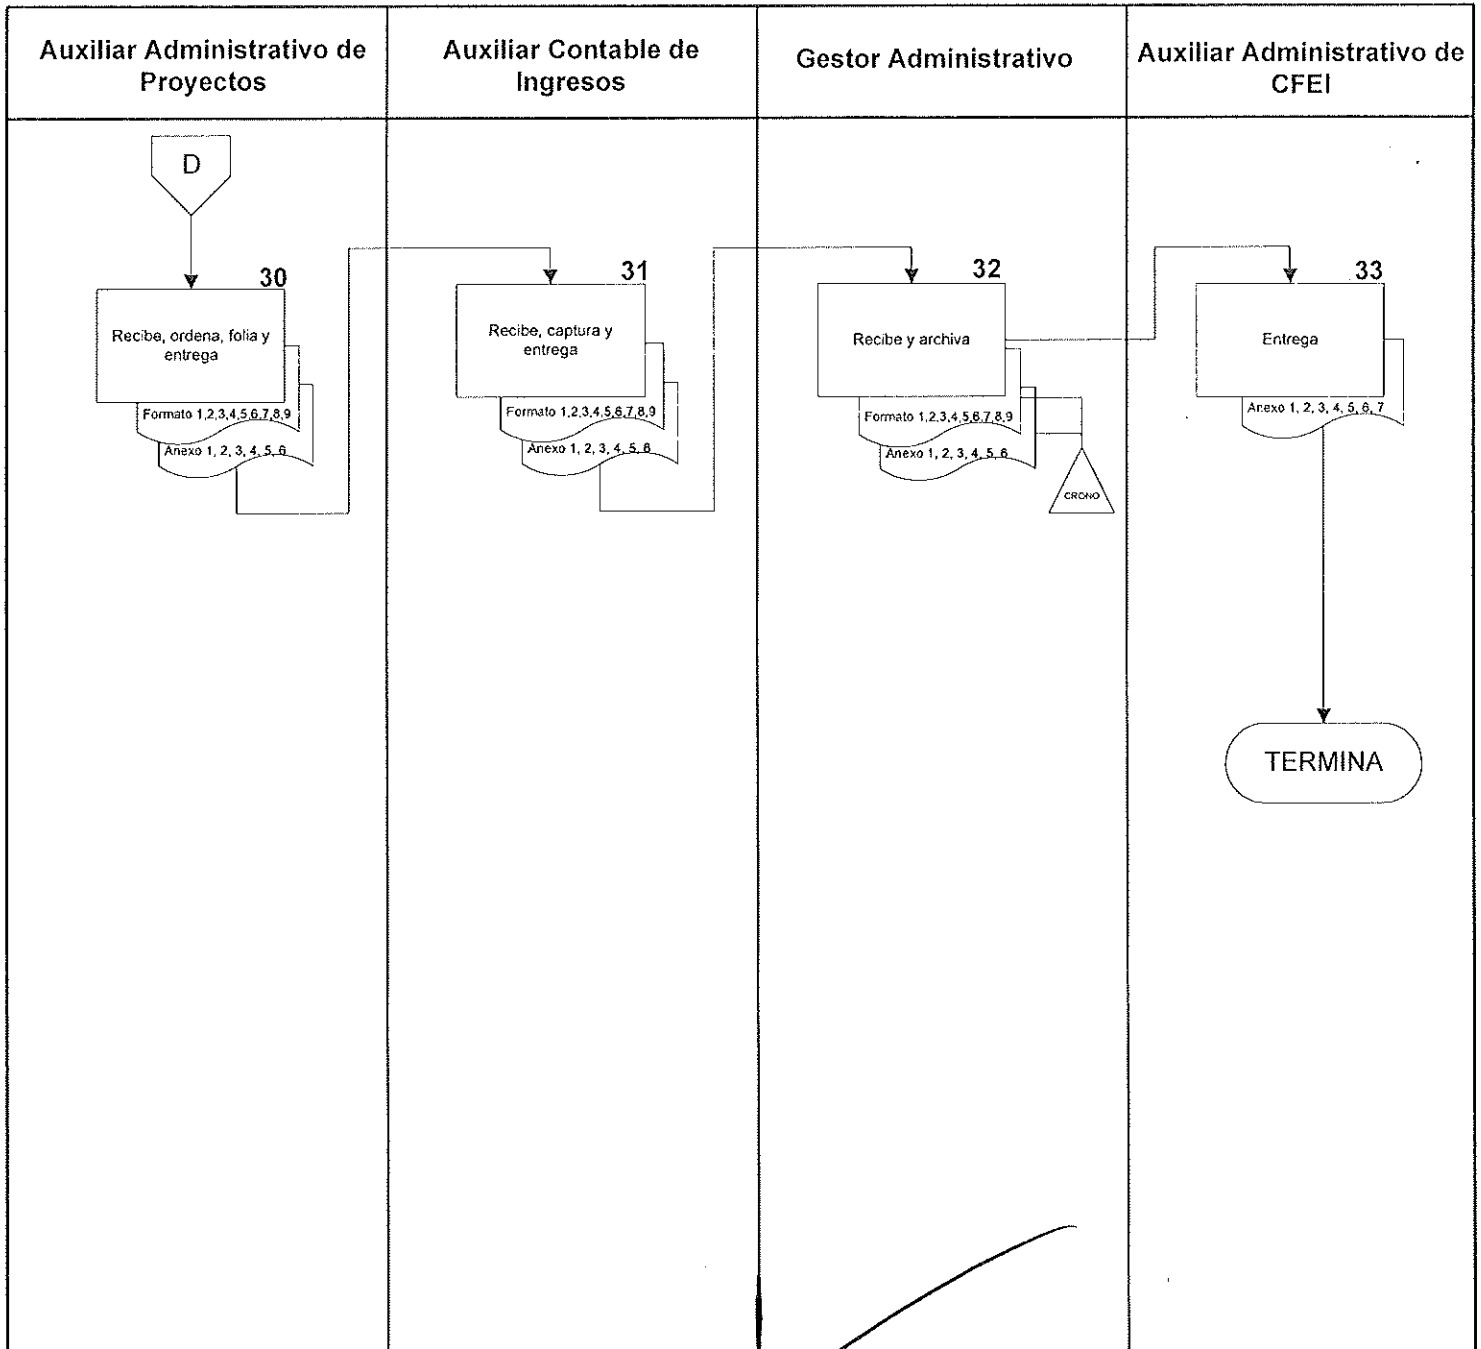 Auxiliar Administrativo de
Proyectos
Auxiliar Contable de
Ingresos
Gestor Administrativo
Auxiliar Administrativo de
CFEI
D
30
Recibe, ordena, folia y
entrega
Formato 1,2,3,4,5,6,7,8,9
Anexo 1, 2, 3, 4, 5, 6
31
Recibe, captura y
entrega
Formato 1,2,3,4,5,6,7,8,9
Anexo 1, 2, 3, 4, 5, 6
32
Recibe y archiva
Formato 1,2,3,4,5,6,7,8,9
Anexo 1, 2, 3, 4, 5, 6
CRONO
33
Entrega
Anexo 1, 2, 3, 4, 5, 6, 7
TERMINA